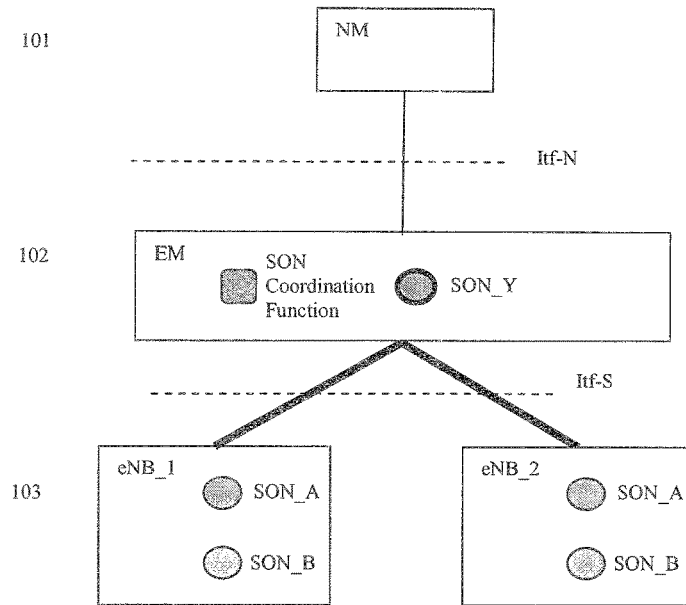 101
NM
Itf-N
102
EM
SON
Coordination
Function
SON_Y
Itf-S
103
eNB_1
SON_A
SON_B
eNB_2
SON_A
SON_B